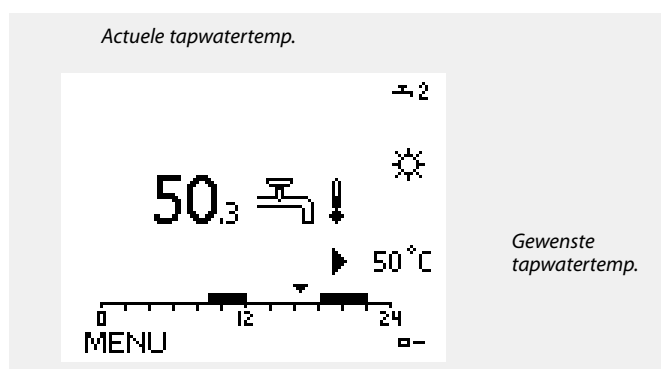 Actuele tapwatertemp.
2
50.3
50°C
Gewenste
tapwatertemp.
0 12 24
MENU